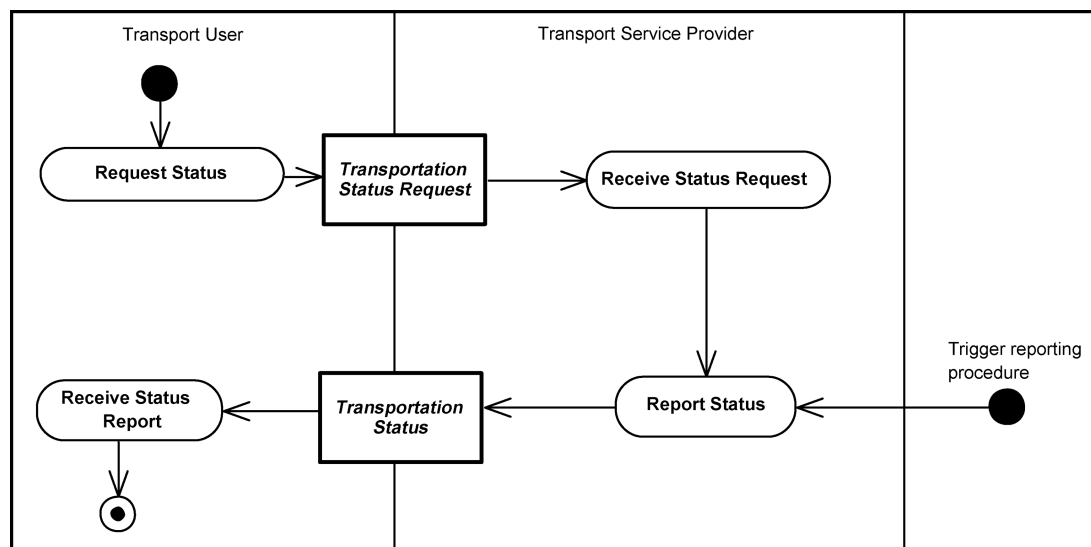 Transport User
Transport Service Provider
Request Status
Transportation
Status Request
Receive Status Request
Trigger reporting
procedure
Receive Status
Report
Transportation
Status
Report Status